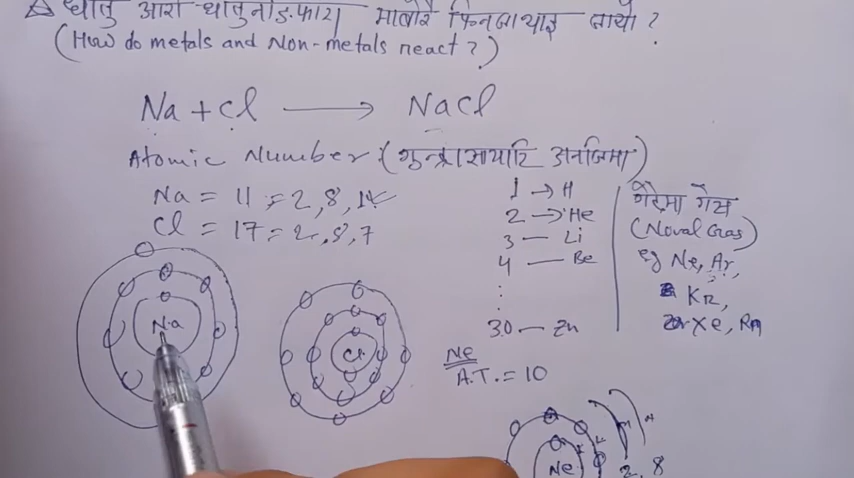 धातु आरो
(How do metals and Non-metals react?)
Na + Cl → NaCl
Atomic Number (
Na = 11 = 2, 8, 1
Cl = 17 = 2, 8, 7
1 → H
2 → He
3 — Li
4 — Be
30 — Zn
गेस
(Noval Gas)
eg Ne, Ar,
Kr,
Xe, Rn
Na
Cl
Ne
A.T. = 10
Ne
2, 8